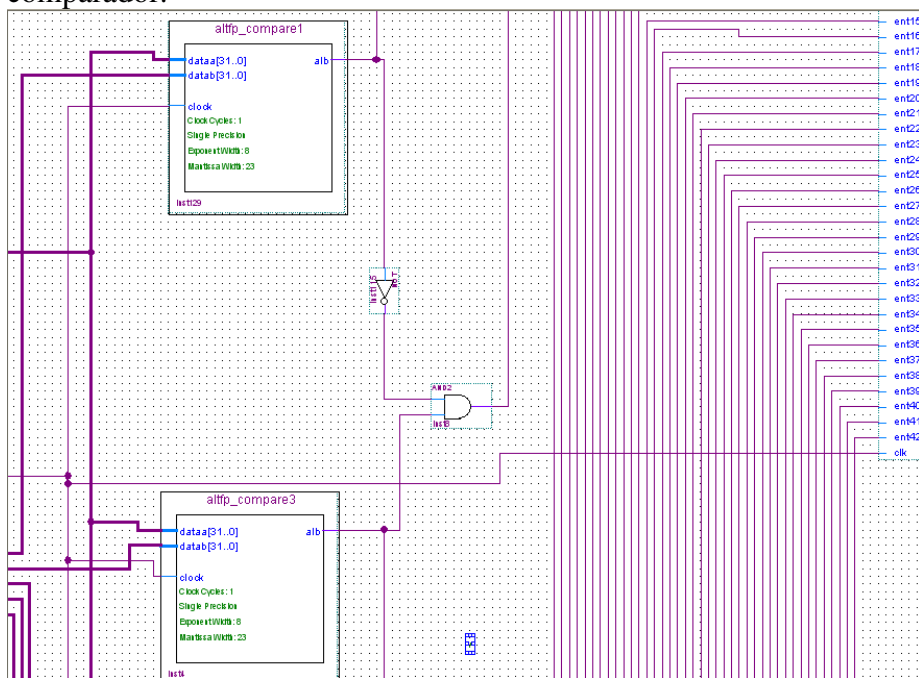 comparador.
altfp_compare1
dataa[31..0] alb
datab[31..0]
clock
Clock Cycles: 1
Single Precision
Exponent Width: 8
Mantissa Width: 23
inst129
NOT
AND2
inst8
altfp_compare3
dataa[31..0] alb
datab[31..0]
clock
Clock Cycles: 1
Single Precision
Exponent Width: 8
Mantissa Width: 23
inst4
ent15
ent16
ent17
ent18
ent19
ent20
ent21
ent22
ent23
ent24
ent25
ent26
ent27
ent28
ent29
ent30
ent31
ent32
ent33
ent34
ent35
ent36
ent37
ent38
ent39
ent40
ent41
ent42
clk